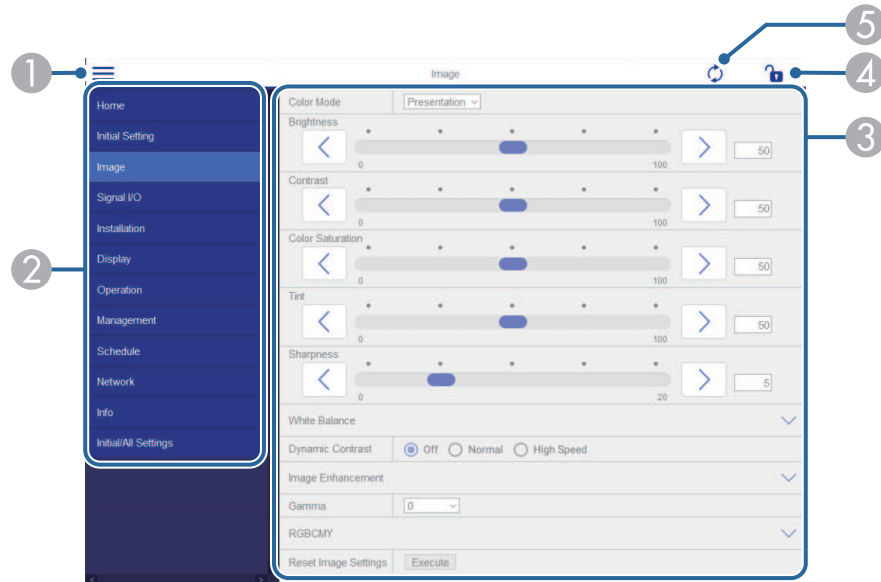 5
1
Image
4
Home
Initial Setting
Image
Signal I/O
Installation
Display
Operation
Management
Schedule
Network
Info
Initial/All Settings
2
Color Mode Presentation
Brightness
0 100 50
Contrast
0 100 50
Color Saturation
0 100 50
Tint
0 100 50
Sharpness
0 20 5
White Balance
Dynamic Contrast Off Normal High Speed
Image Enhancement
Gamma 0
RGBCMY
Reset Image Settings Execute
3